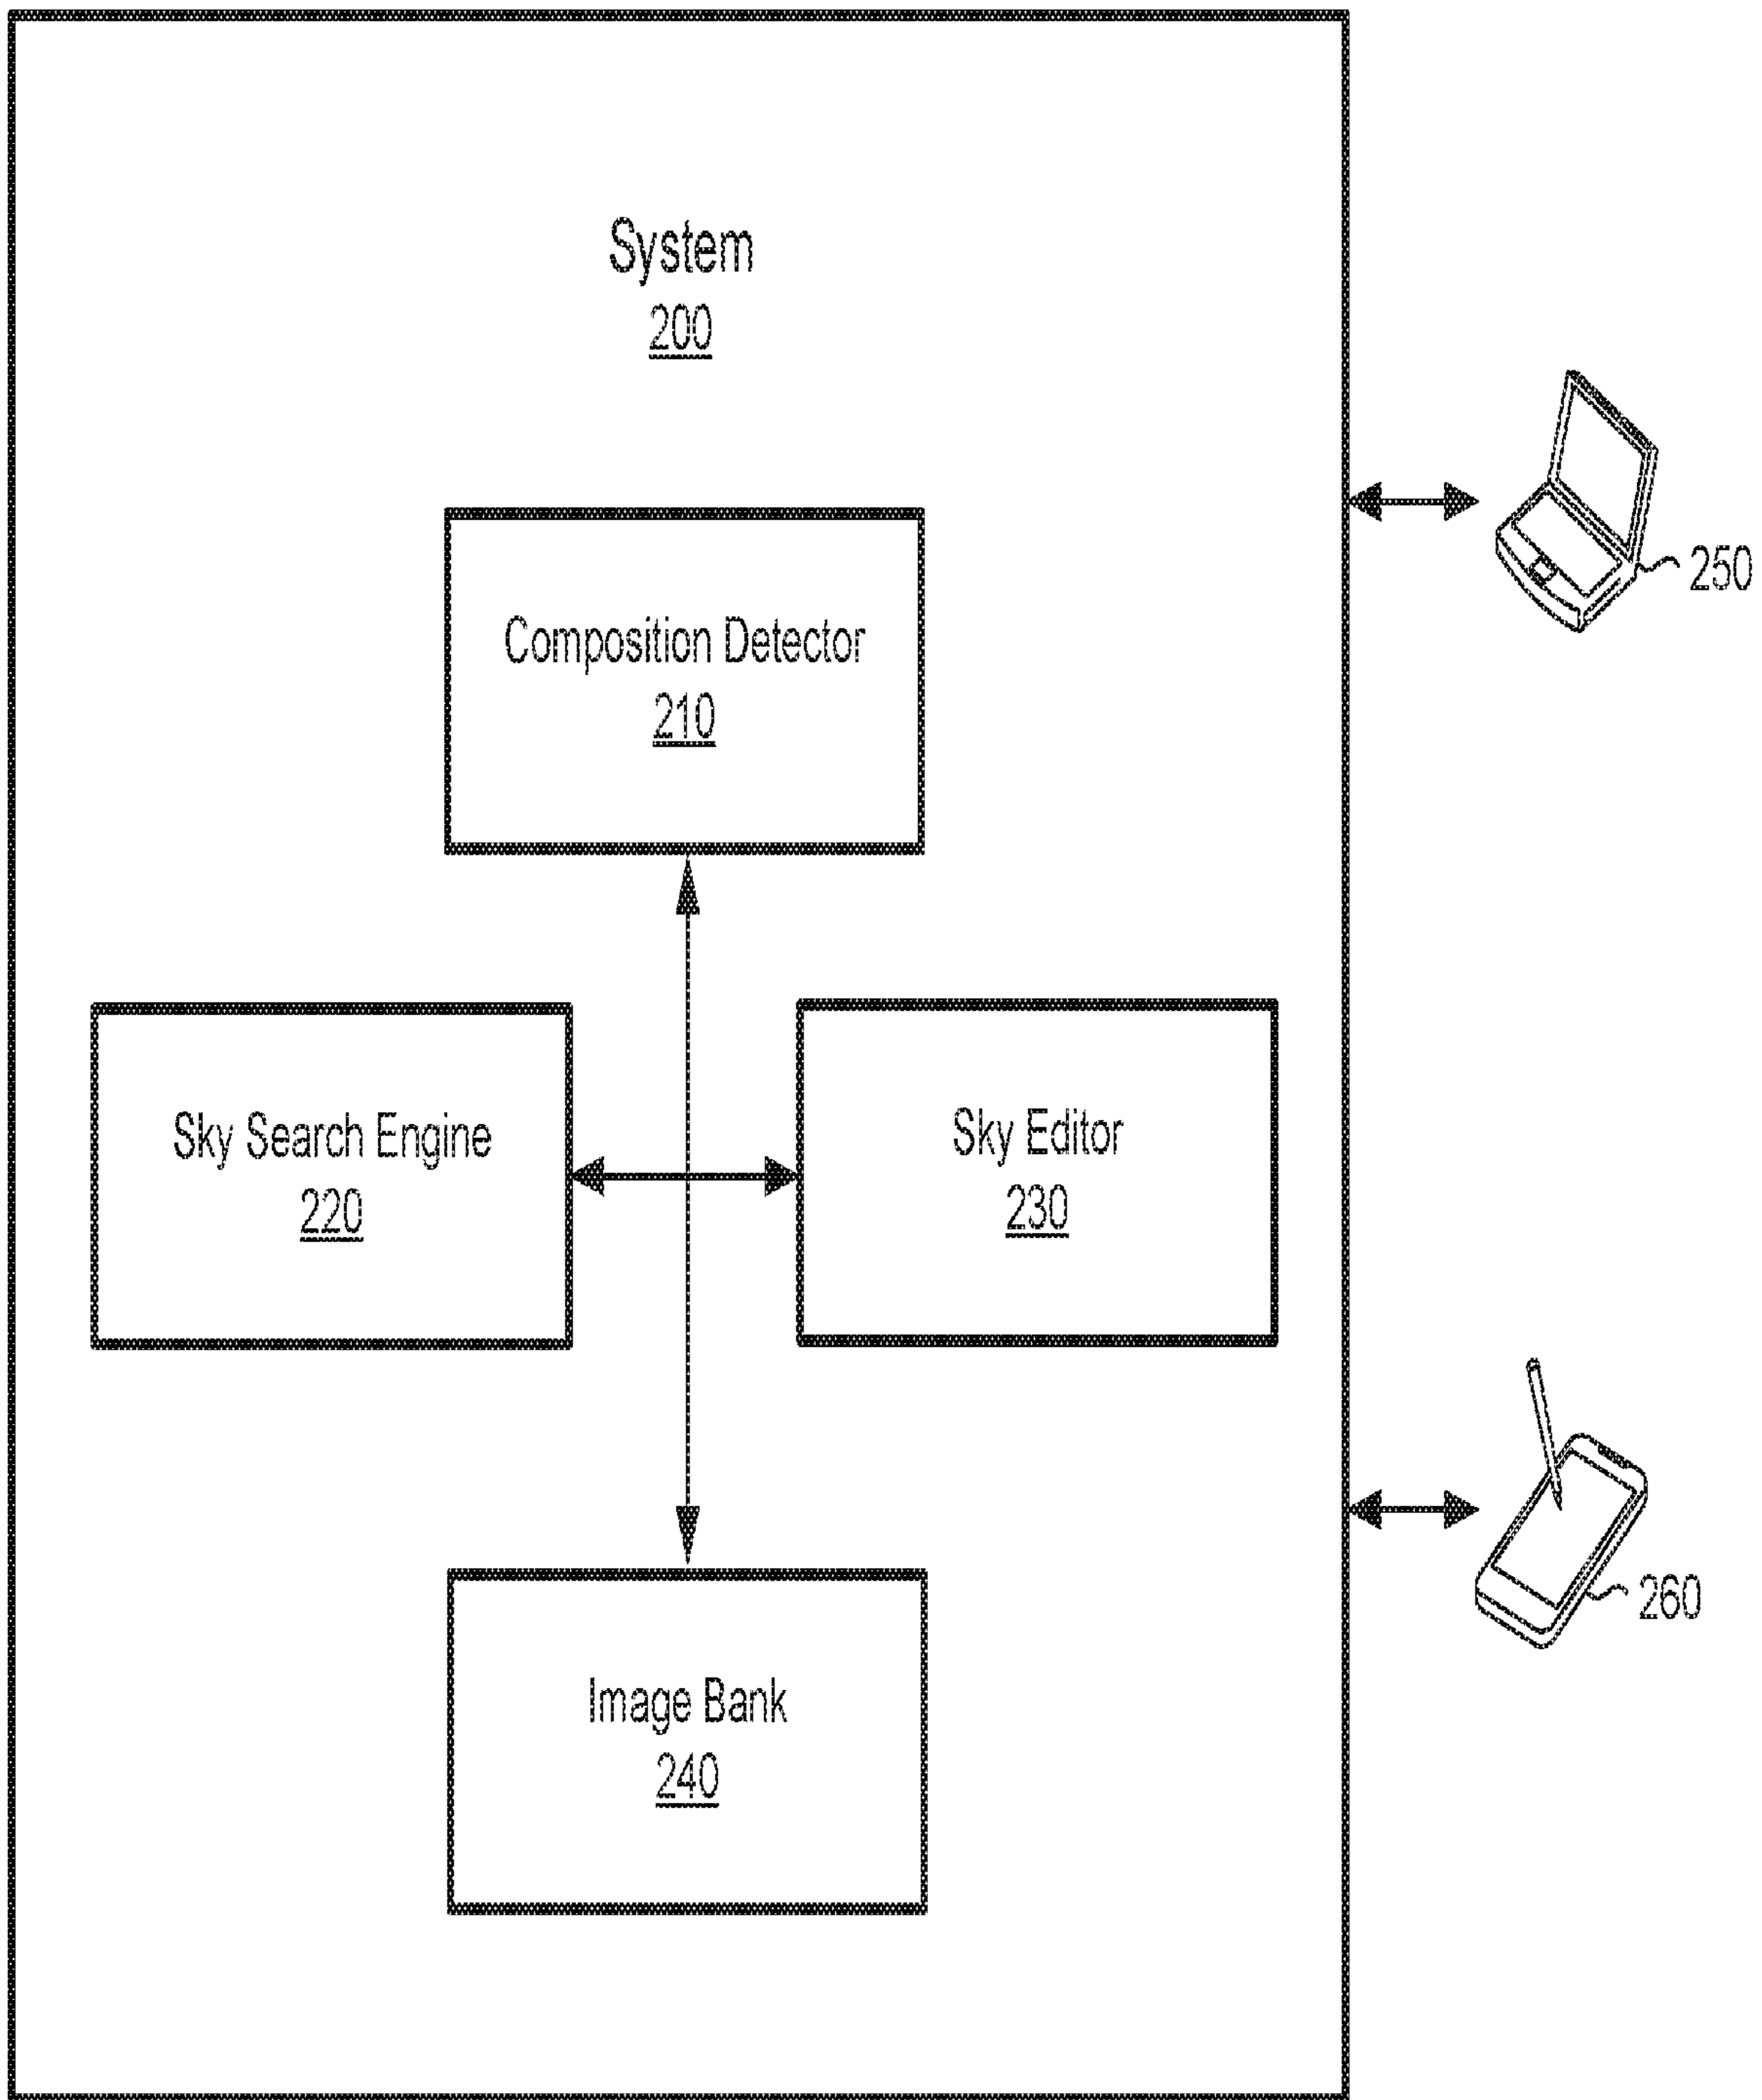 System
200
250
Composition Detector
210
Sky Search Engine
220
Sky Editor
230
260
Image Bank
240